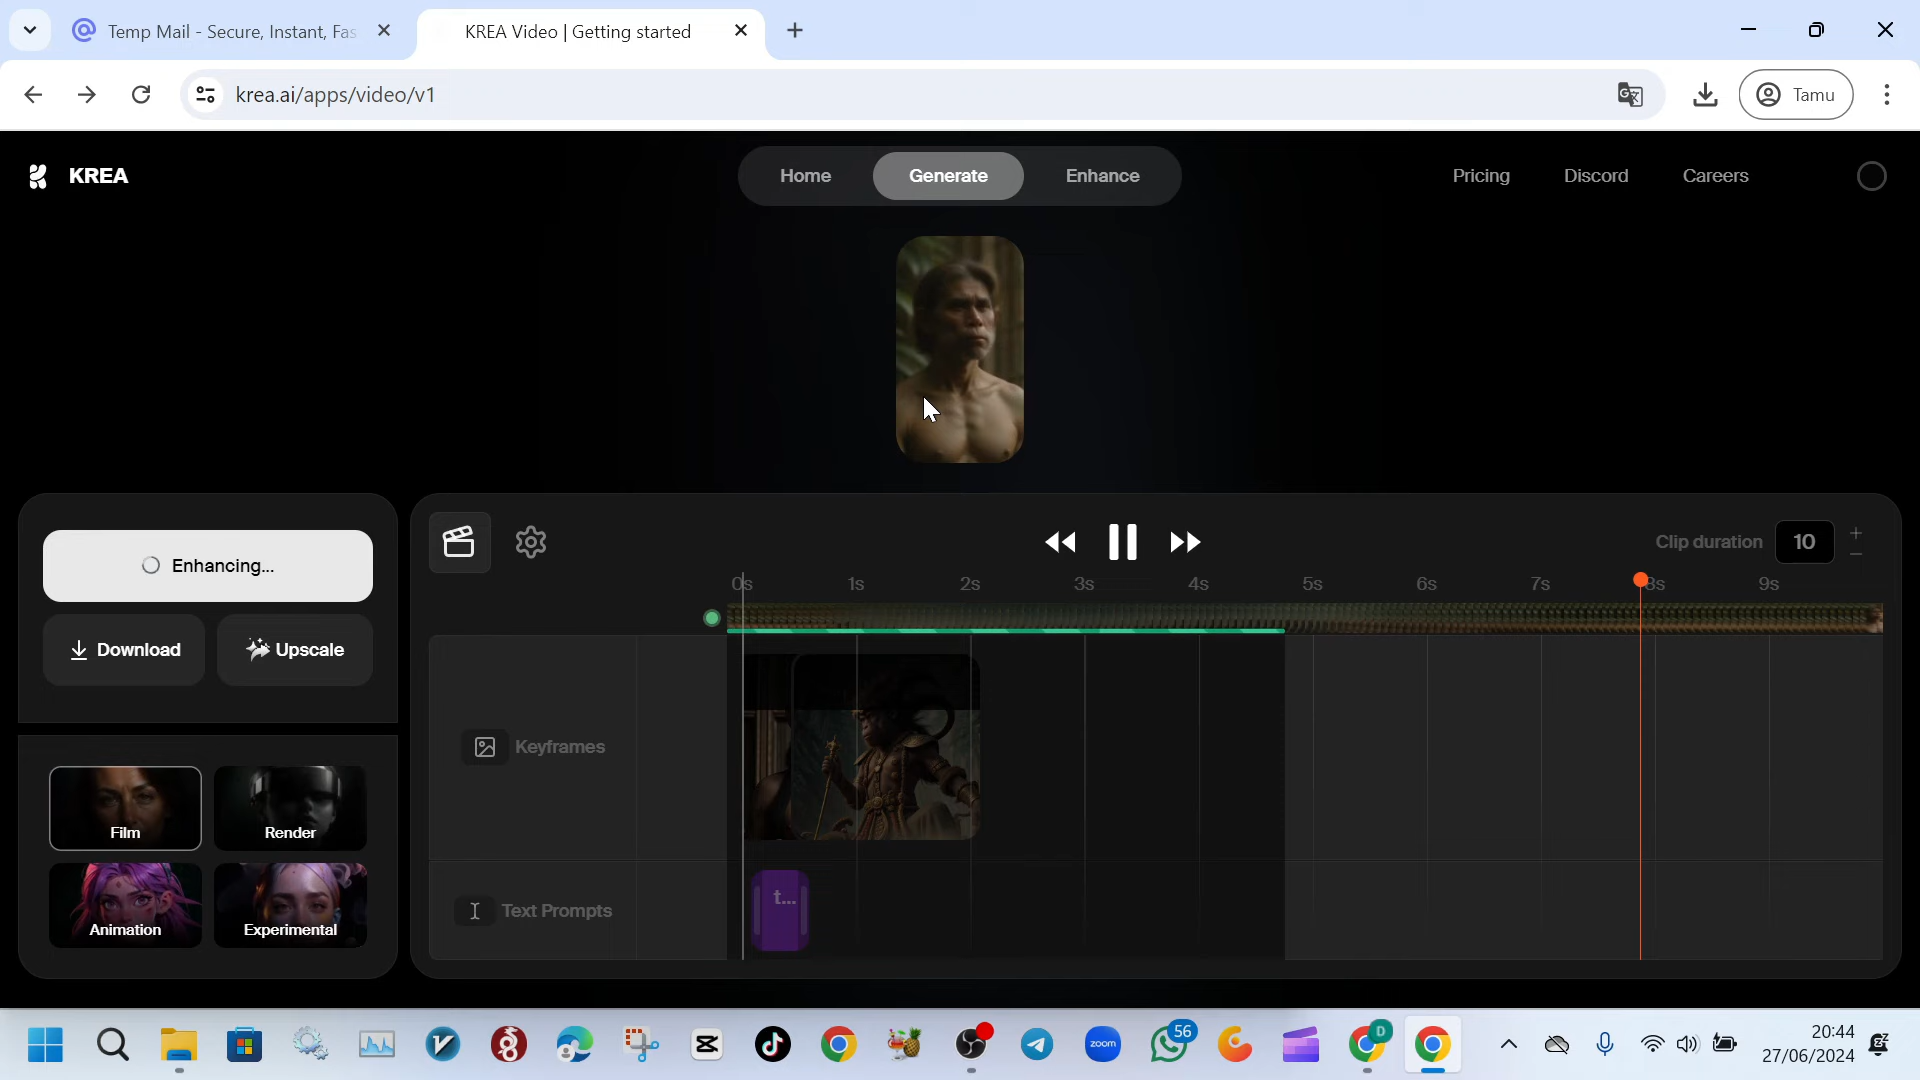 Temp Mail - Secure, Instant, Fas
KREA Video | Getting started
krea.ai/apps/video/v1
Tamu
KREA
Home
Generate
Enhance
Pricing
Discord
Careers
Enhancing...
Download
Upscale
Film
Render
Animation
Experimental
Clip duration
10
0s
1s
2s
3s
4s
5s
6s
7s
8s
9s
Keyframes
Text Prompts
t...
zoom
56
D
20:44
27/06/2024